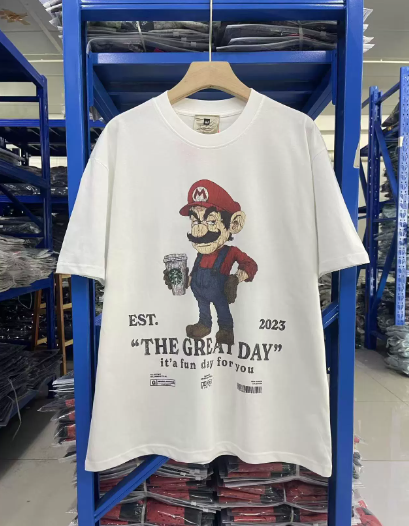 M
EST. 2023
“THE GREAT DAY”
it'a fun day for you